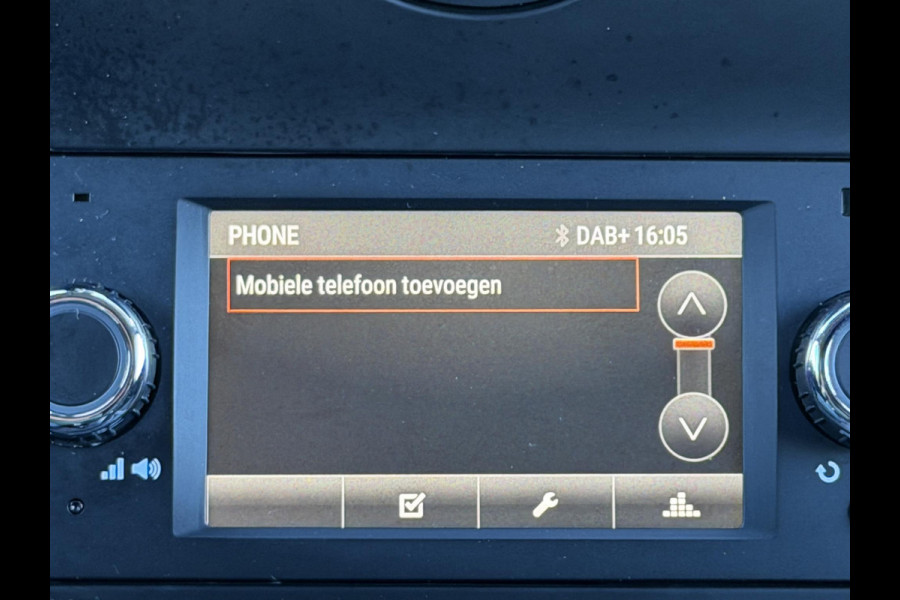 PHONE DAB+ 16:05
Mobiele telefoon toevoegen